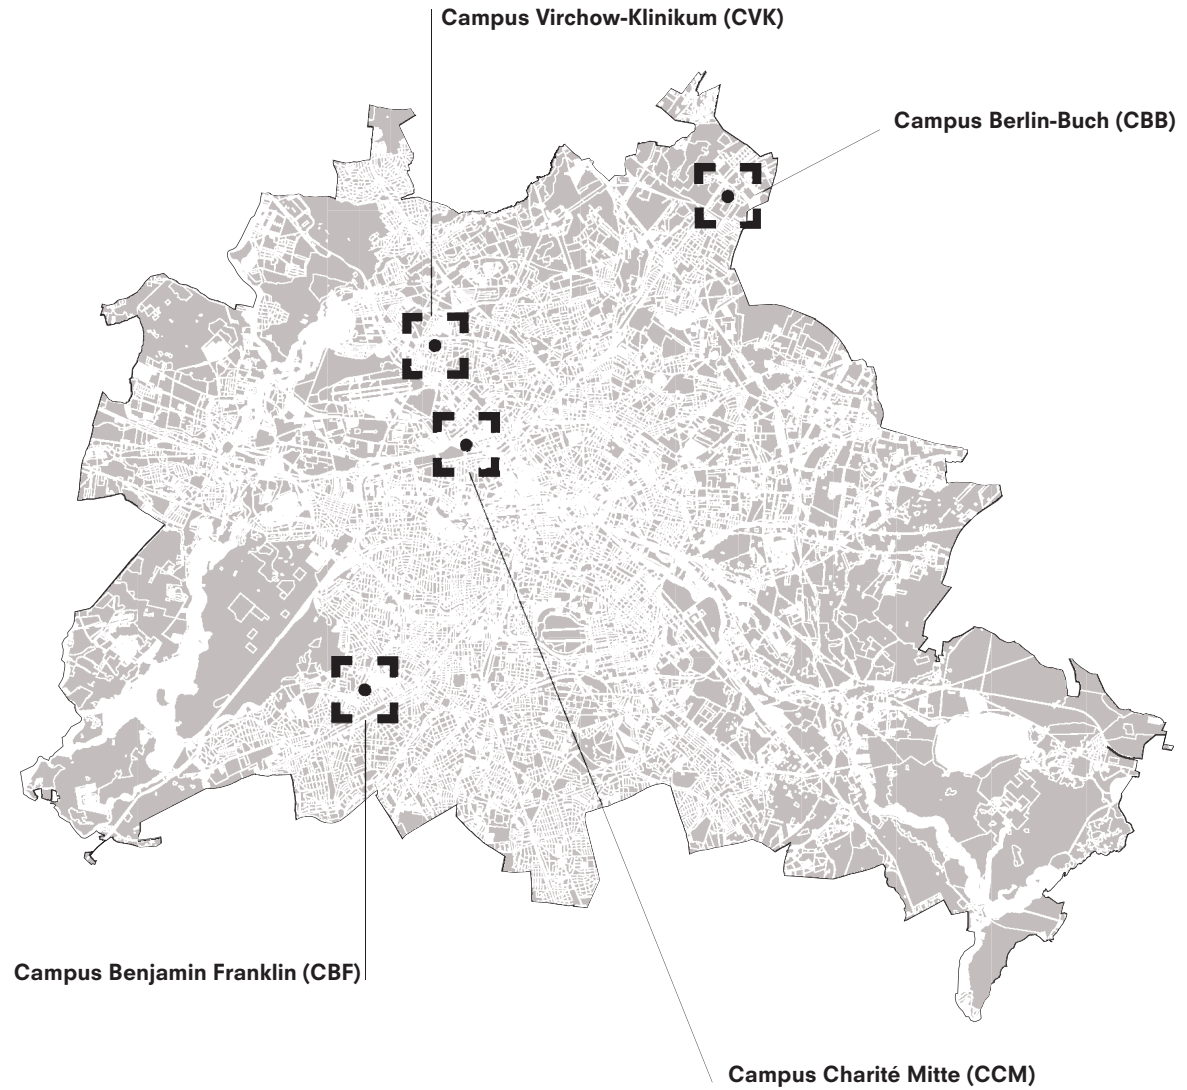 Campus Virchow-Klinikum (CVK)
Campus Berlin-Buch (CBB)
Campus Benjamin Franklin (CBF)
Campus Charité Mitte (CCM)